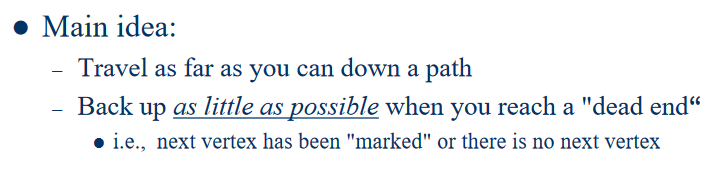 ● Main idea:
– Travel as far as you can down a path
– Back up as little as possible when you reach a "dead end“
● i.e., next vertex has been "marked" or there is no next vertex